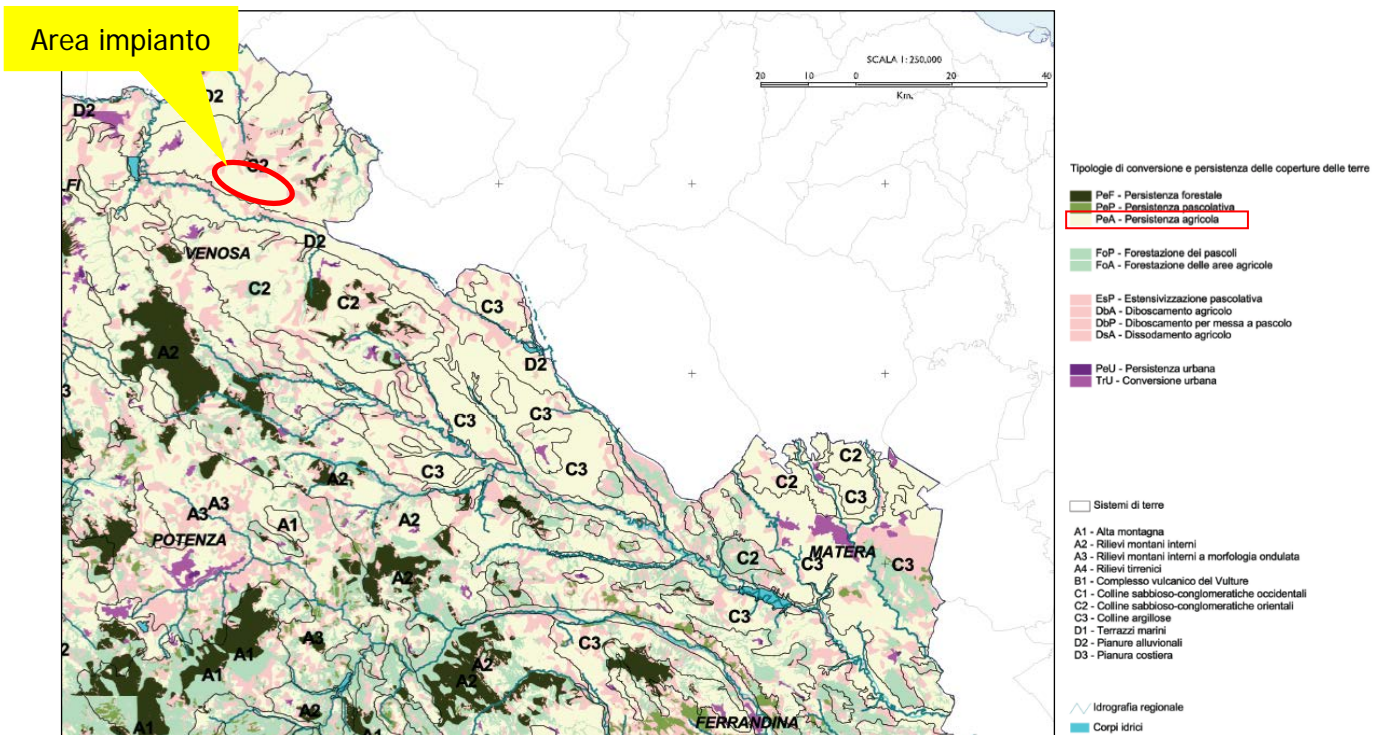 Area impianto
SCALA 1: 250,000
20 10 0 20 40
Km.
D2
D2
C2
LFI
D2
VENOSA
C2
C2
C3
A2
D2
3
C3
C3
C3
C3
A2
C2
C2
C3
A3
A3
A1
A2
POTENZA
C2
MATERA
C3
C3
A2
C3
A3
C3
A2
A2
A1
A1
2
A2
FERRANDINA
A1
A1
Tipologie di conversione e persistenza delle coperture delle terre
PeF - Persistenza forestale
PeP - Persistenza pascolativa
PeA - Persistenza agricola
FoP - Forestazione dei pascoli
FoA - Forestazione delle aree agricole
EsP - Estensivizzazione pascolativa
DbA - Diboscamento agricolo
DbP - Diboscamento per messa a pascolo
DsA - Dissodamento agricolo
PeU - Persistenza urbana
TrU - Conversione urbana
Sistemi di terre
A1 - Alta montagna
A2 - Rilievi montani interni
A3 - Rilievi montani interni a morfologia ondulata
A4 - Rilievi tirrenici
B1 - Complesso vulcanico del Vulture
C1 - Colline sabbioso-conglomeratiche occidentali
C2 - Colline sabbioso-conglomeratiche orientali
C3 - Colline argillose
D1 - Terrazzi marini
D2 - Pianure alluvionali
D3 - Pianura costiera
Idrografia regionale
Corpi idrici